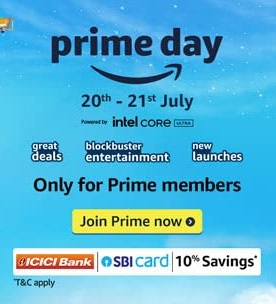 prime day
20th - 21st July
Powered by intel CORE ULTRA
great deals
blockbuster entertainment
new launches
Only for Prime members
Join Prime now
ICICI Bank SBI card 10% Savings*
*T&C apply